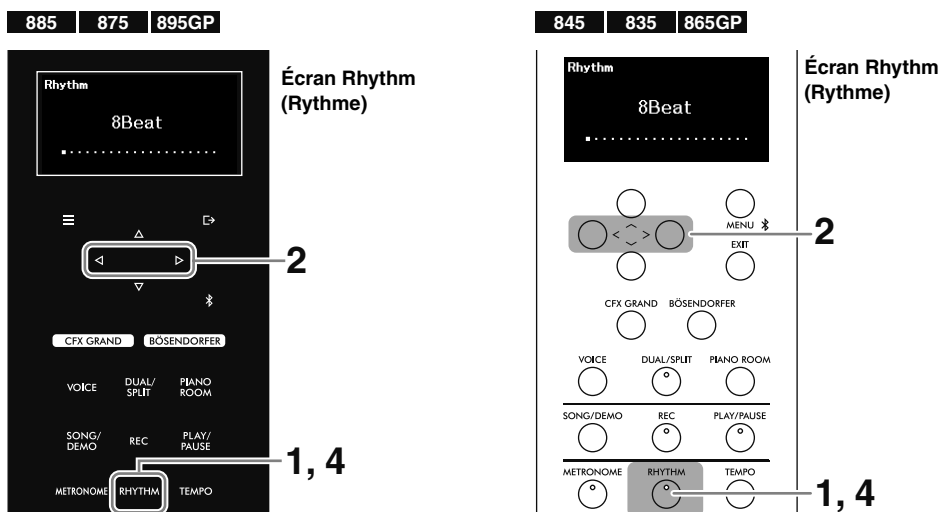 885 875 895GP
Rhythm
8Beat
Écran Rhythm
(Rythme)
2
CFX GRAND BÖSENDORFER
VOICE DUAL/
SPLIT PIANO
ROOM
SONG/
DEMO REC PLAY/
PAUSE
METRONOME RHYTHM TEMPO
1, 4
845 835 865GP
Rhythm
8Beat
Écran Rhythm
(Rythme)
MENU
EXIT
2
CFX GRAND BÖSENDORFER
VOICE DUAL/SPLIT PIANO ROOM
SONG/DEMO REC PLAY/PAUSE
METRONOME RHYTHM TEMPO
1, 4